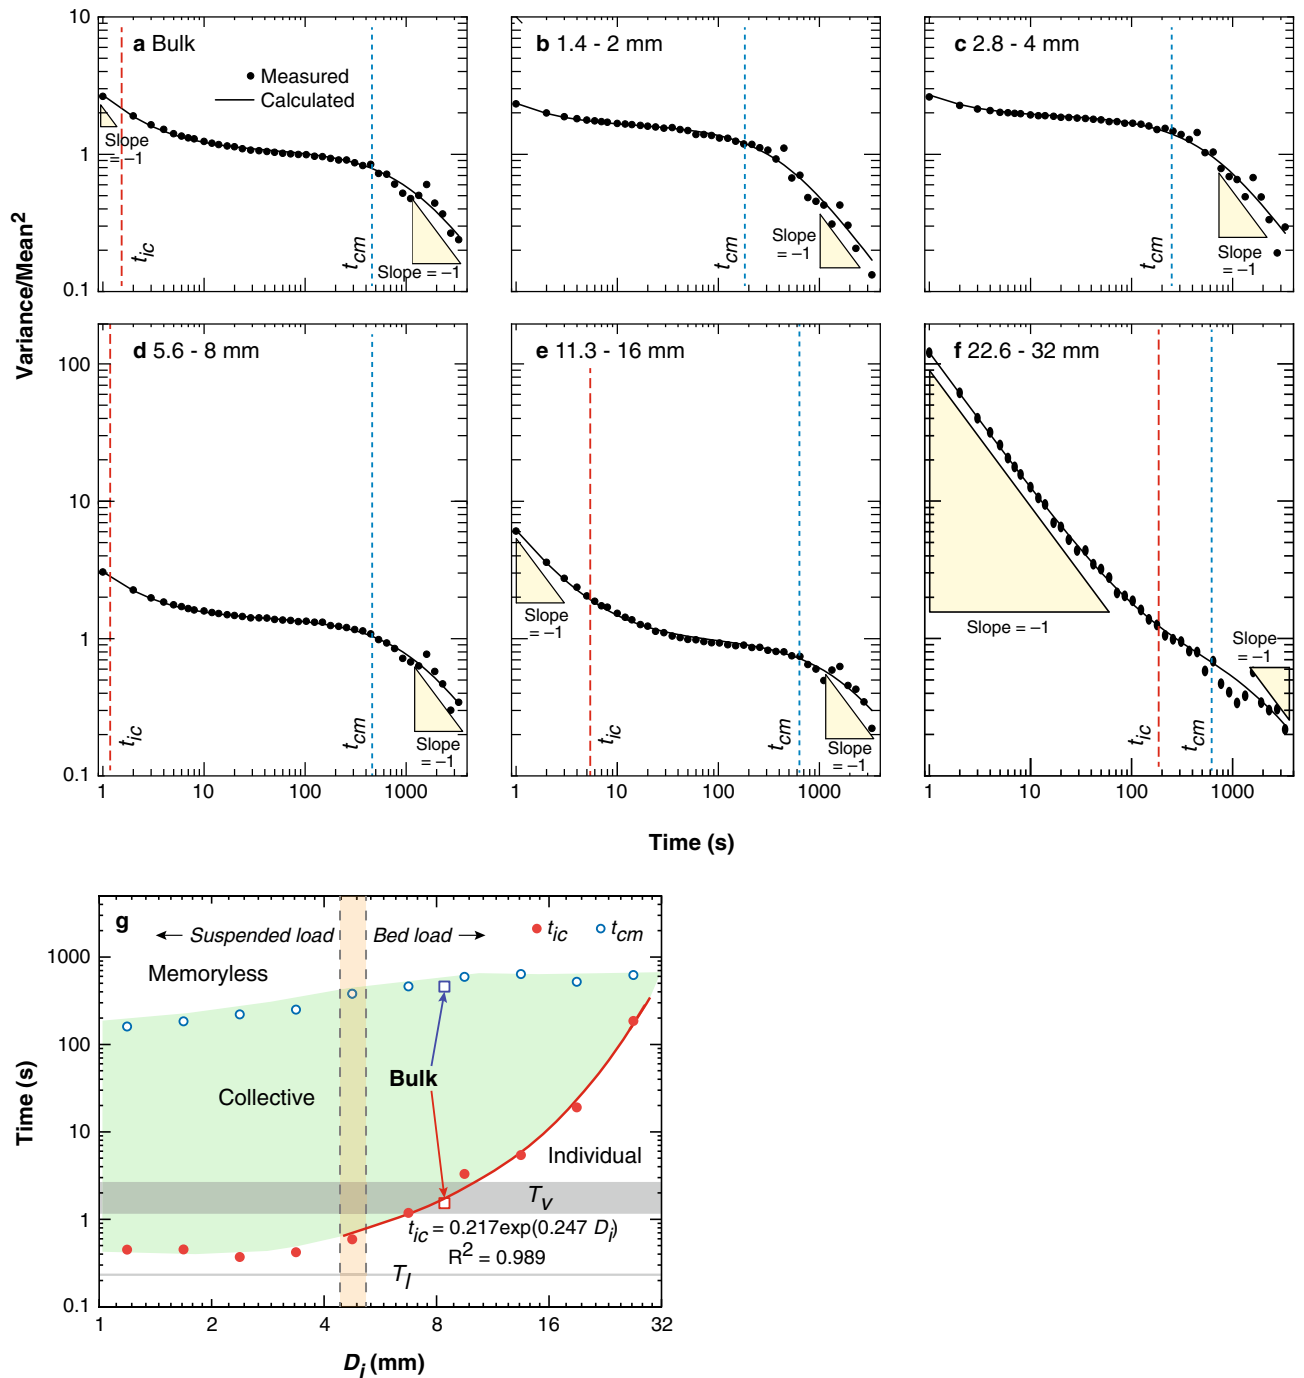 Variance/Mean²
a Bulk
Measured
Calculated
10
1
0.1
Slope
= −1
t_ic
t_cm
Slope = −1
b 1.4 - 2 mm
t_cm
Slope
= −1
c 2.8 - 4 mm
t_cm
Slope
= −1
d 5.6 - 8 mm
100
10
1
0.1
t_ic
t_cm
Slope
= −1
1
10
100
1000
e 11.3 - 16 mm
Slope
= −1
t_ic
t_cm
Slope
= −1
1
10
100
1000
f 22.6 - 32 mm
Slope = −1
t_ic
t_cm
Slope
= −1
1
10
100
1000
Time (s)
g
t_ic
t_cm
← Suspended load
Bed load →
Memoryless
Collective
Bulk
Individual
T_v
t_ic = 0.217exp(0.247 D_i)
R² = 0.989
T_l
Time (s)
1000
100
10
1
0.1
1
2
4
8
16
32
D_i (mm)